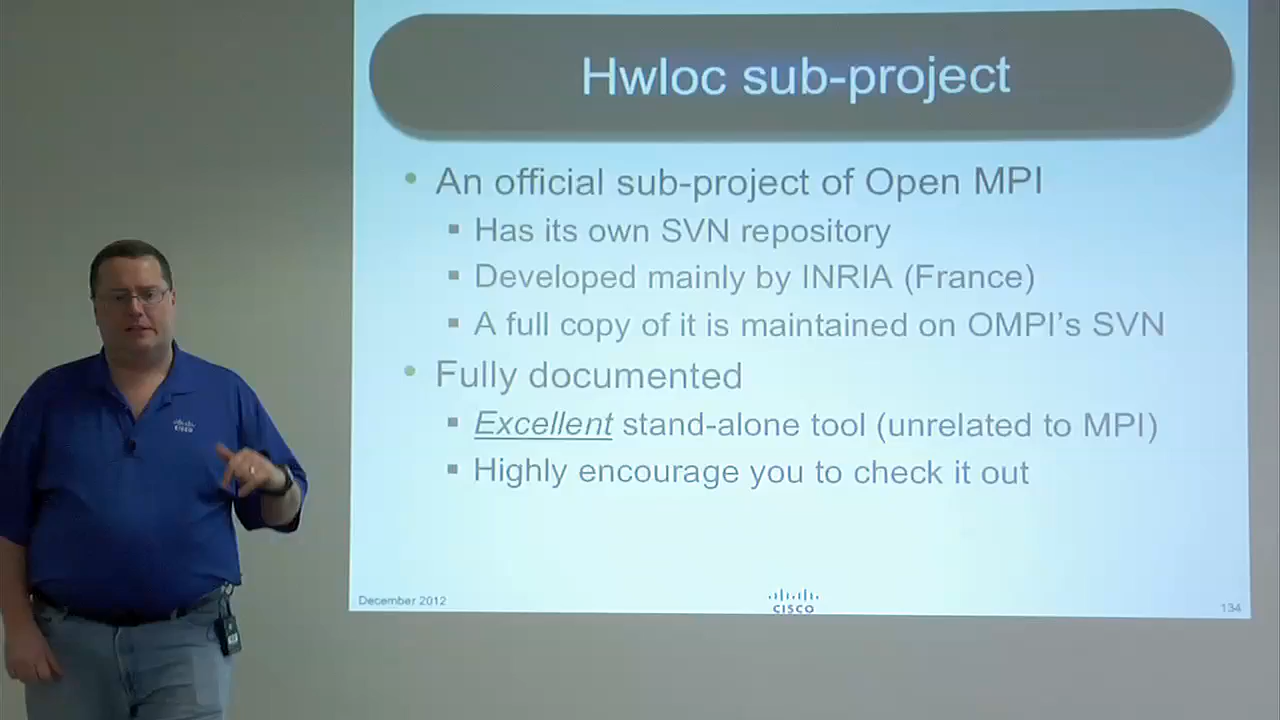 Hwloc sub-project
• An official sub-project of Open MPI
▪ Has its own SVN repository
▪ Developed mainly by INRIA (France)
▪ A full copy of it is maintained on OMPI's SVN
• Fully documented
▪ Excellent stand-alone tool (unrelated to MPI)
▪ Highly encourage you to check it out
December 2012
CISCO
134
CISCO